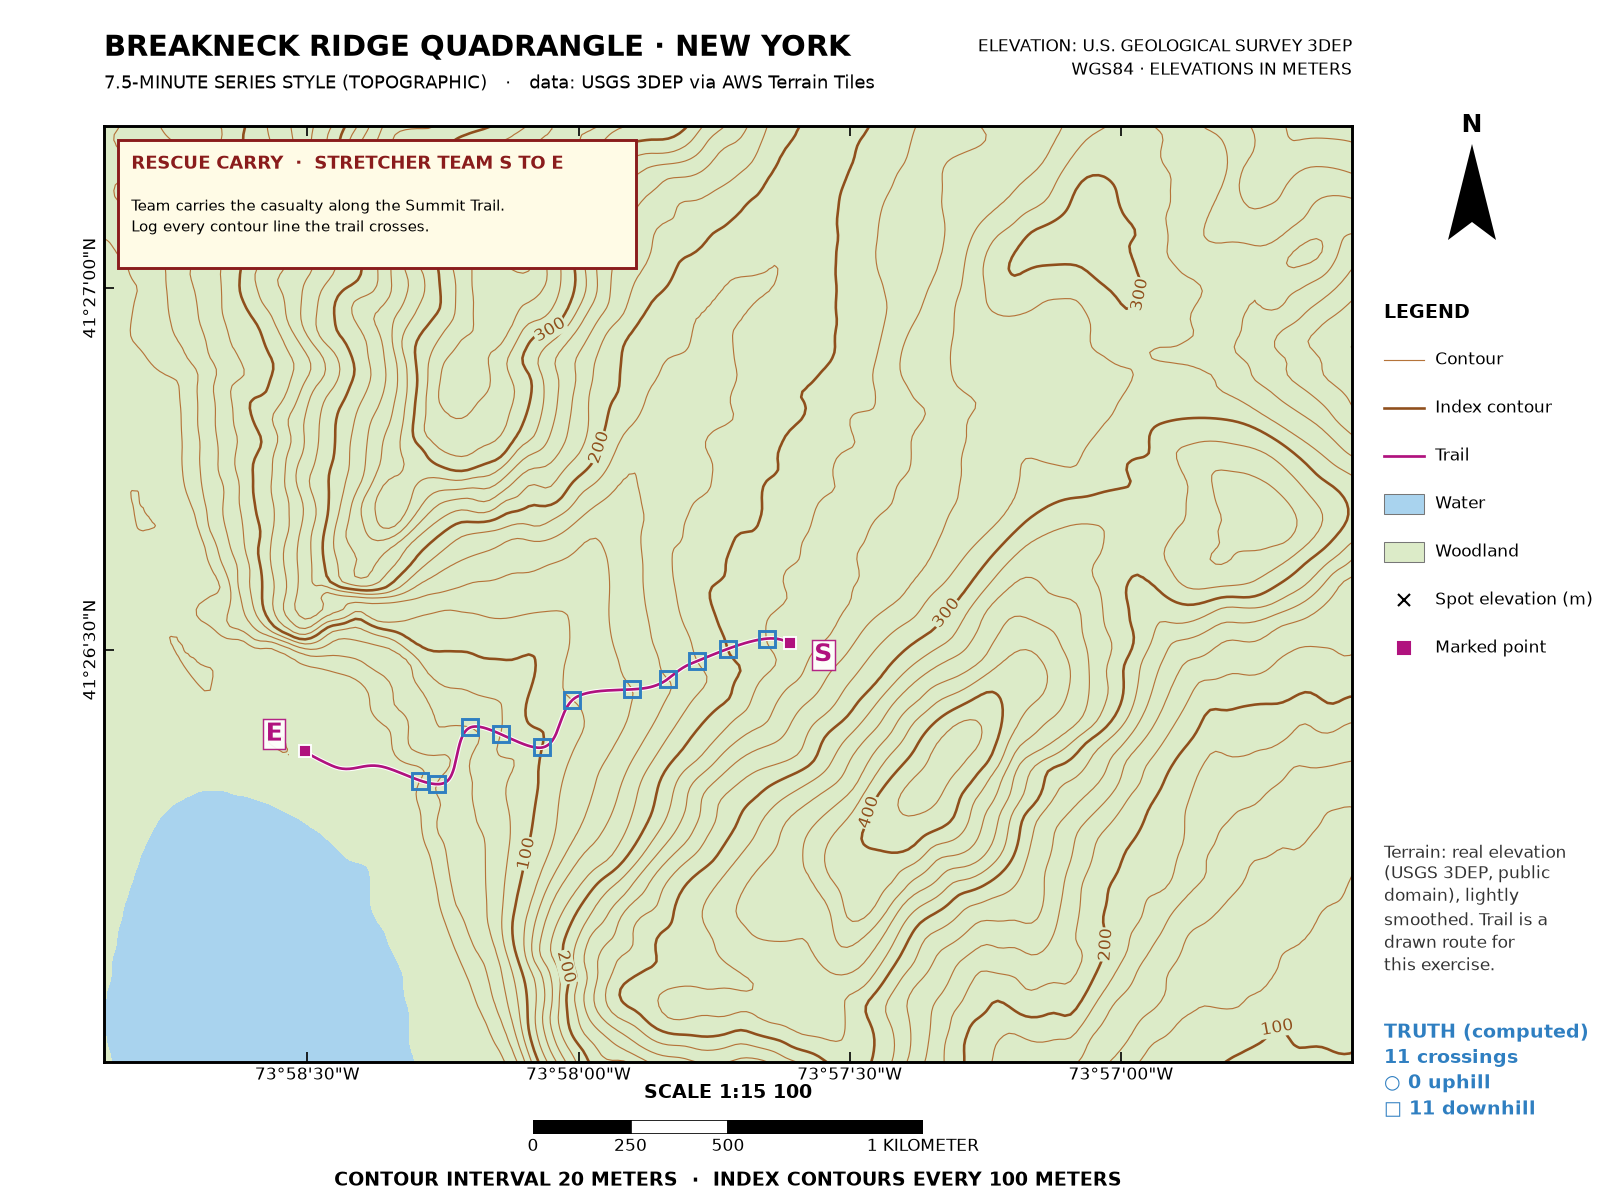 BREAKNECK RIDGE QUADRANGLE · NEW YORK
7.5-MINUTE SERIES STYLE (TOPOGRAPHIC) · data: USGS 3DEP via AWS Terrain Tiles
ELEVATION: U.S. GEOLOGICAL SURVEY 3DEP
WGS84 · ELEVATIONS IN METERS
RESCUE CARRY · STRETCHER TEAM S TO E
Team carries the casualty along the Summit Trail.
Log every contour line the trail crosses.
41°27'00"N
41°26'30"N
300
300
200
300
S
E
400
100
200
200
100
73°58'30"W
73°58'00"W
73°57'30"W
73°57'00"W
N
LEGEND
Contour
Index contour
Trail
Water
Woodland
Spot elevation (m)
Marked point
Terrain: real elevation
(USGS 3DEP, public
domain), lightly
smoothed. Trail is a
drawn route for
this exercise.
TRUTH (computed)
11 crossings
○ 0 uphill
□ 11 downhill
SCALE 1:15 100
0 250 500 1 KILOMETER
CONTOUR INTERVAL 20 METERS · INDEX CONTOURS EVERY 100 METERS